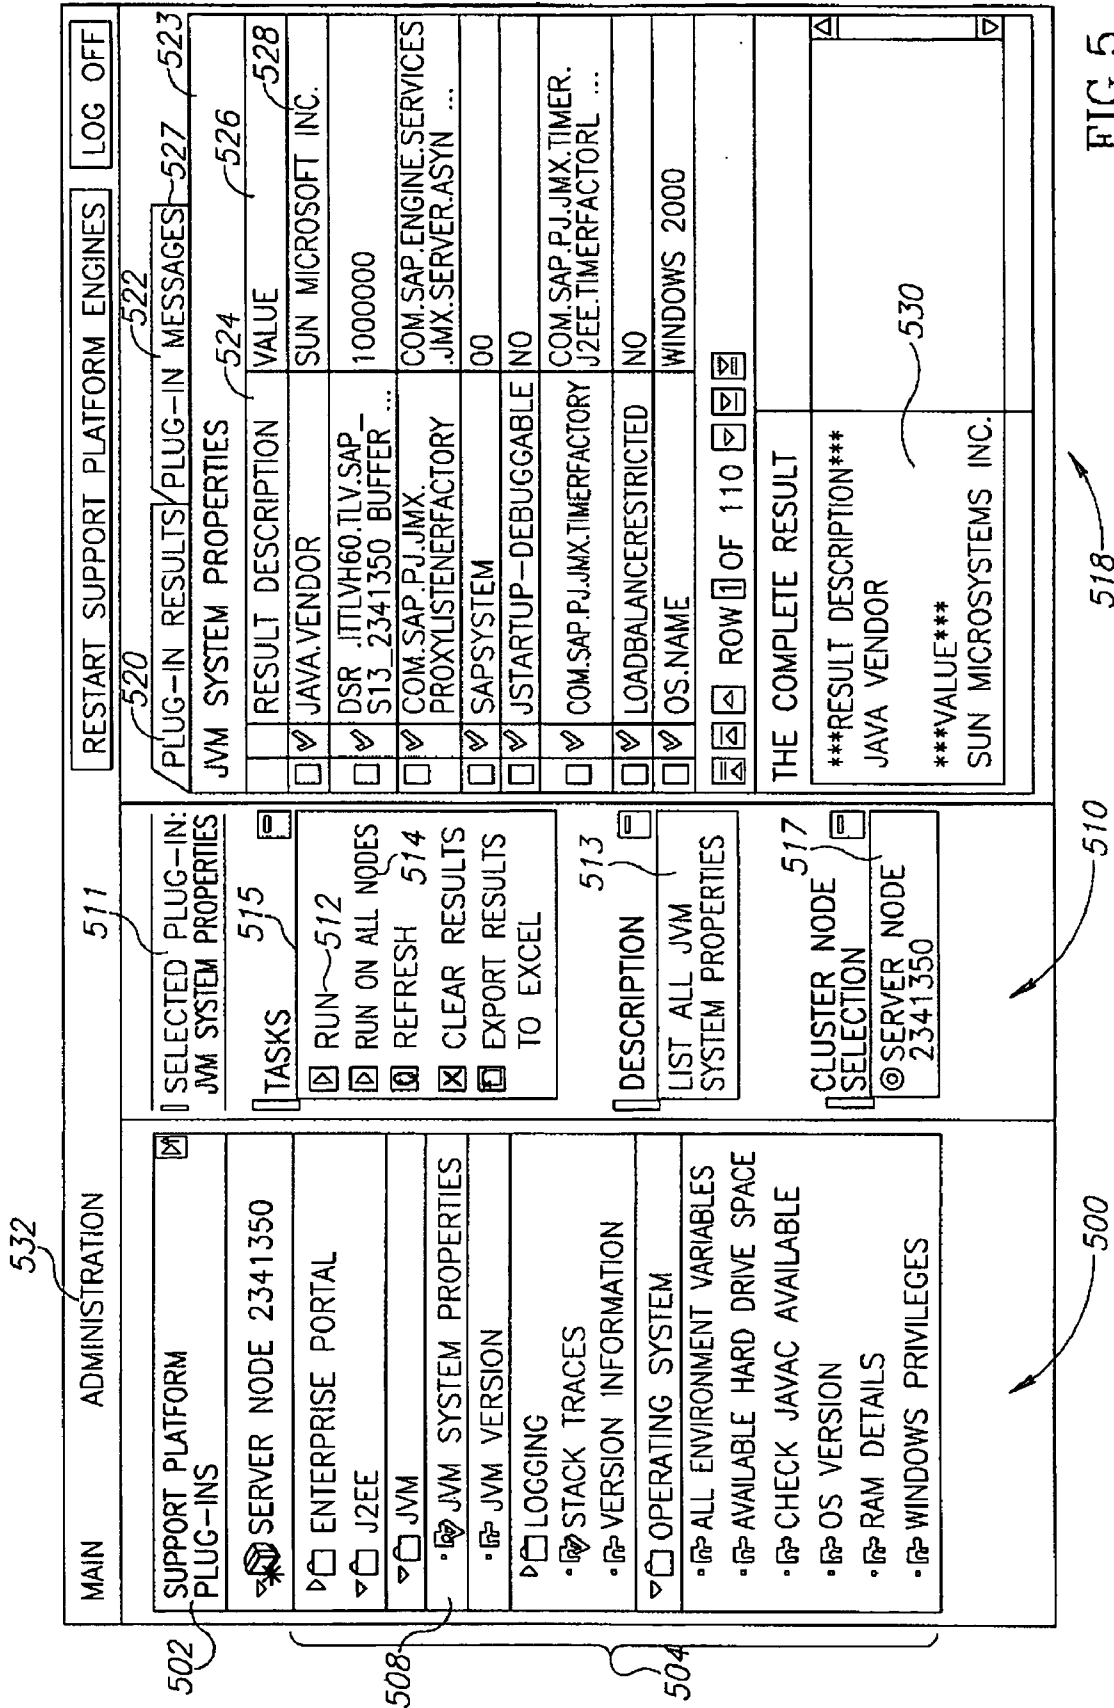 532
MAIN
ADMINISTRATION
RESTART SUPPORT PLATFORM ENGINES
LOG OFF
502
SUPPORT PLATFORM
PLUG-INS
SERVER NODE 2341350
ENTERPRISE PORTAL
J2EE
JVM
JVM SYSTEM PROPERTIES
JVM VERSION
LOGGING
STACK TRACES
VERSION INFORMATION
OPERATING SYSTEM
ALL ENVIRONMENT VARIABLES
AVAILABLE HARD DRIVE SPACE
CHECK JAVAC AVAILABLE
OS VERSION
RAM DETAILS
WINDOWS PRIVILEGES
508
504
500
511
SELECTED PLUG-IN:
JVM SYSTEM PROPERTIES
515
TASKS
RUN 512
RUN ON ALL NODES
REFRESH 514
CLEAR RESULTS
EXPORT RESULTS
TO EXCEL
513
DESCRIPTION
LIST ALL JVM
SYSTEM PROPERTIES
517
CLUSTER NODE
SELECTION
SERVER NODE
2341350
510
520
522
PLUG-IN RESULTS
PLUG-IN MESSAGES
527
523
JVM SYSTEM PROPERTIES
524
526
528
RESULT DESCRIPTION VALUE
JAVA.VENDOR SUN MICROSOFT INC.
DSR .ITTLVH60.TLV.SAP-
S13_2341350 BUFFER ...
1000000
COM.SAP.PJ.JMX.
PROXYLISTENERFACTORY
COM.SAP.ENGINE.SERVICES
.JMX.SERVER.ASYN ...
SAPSYSTEM 00
JSTARTUP-DEBUGGABLE NO
COM.SAP.PJ.JMX.TIMERFACTORY
COM.SAP.PJ.JMX.TIMER.
J2EE.TIMERFACTORL ...
LOADBALANCERESTRICTED NO
OS.NAME WINDOWS 2000
ROW 1 OF 110
THE COMPLETE RESULT
***RESULT DESCRIPTION***
JAVA VENDOR
***VALUE***
SUN MICROSYSTEMS INC.
530
518
FIG 5